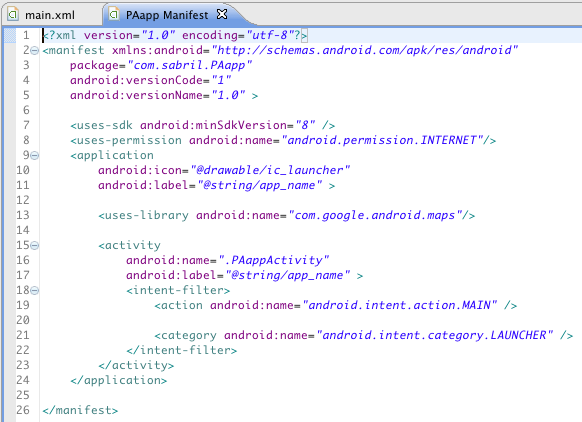 main.xml PAapp Manifest
1 <?xml version="1.0" encoding="utf-8"?>
2 <manifest xmlns:android="http://schemas.android.com/apk/res/android"
3 package="com.sabril.PAapp"
4 android:versionCode="1"
5 android:versionName="1.0" >
6
7 <uses-sdk android:minSdkVersion="8" />
8 <uses-permission android:name="android.permission.INTERNET"/>
9 <application
10 android:icon="@drawable/ic_launcher"
11 android:label="@string/app_name" >
12
13 <uses-library android:name="com.google.android.maps"/>
14
15 <activity
16 android:name=".PAappActivity"
17 android:label="@string/app_name" >
18 <intent-filter>
19 <action android:name="android.intent.action.MAIN" />
20
21 <category android:name="android.intent.category.LAUNCHER" />
22 </intent-filter>
23 </activity>
24 </application>
25
26 </manifest>